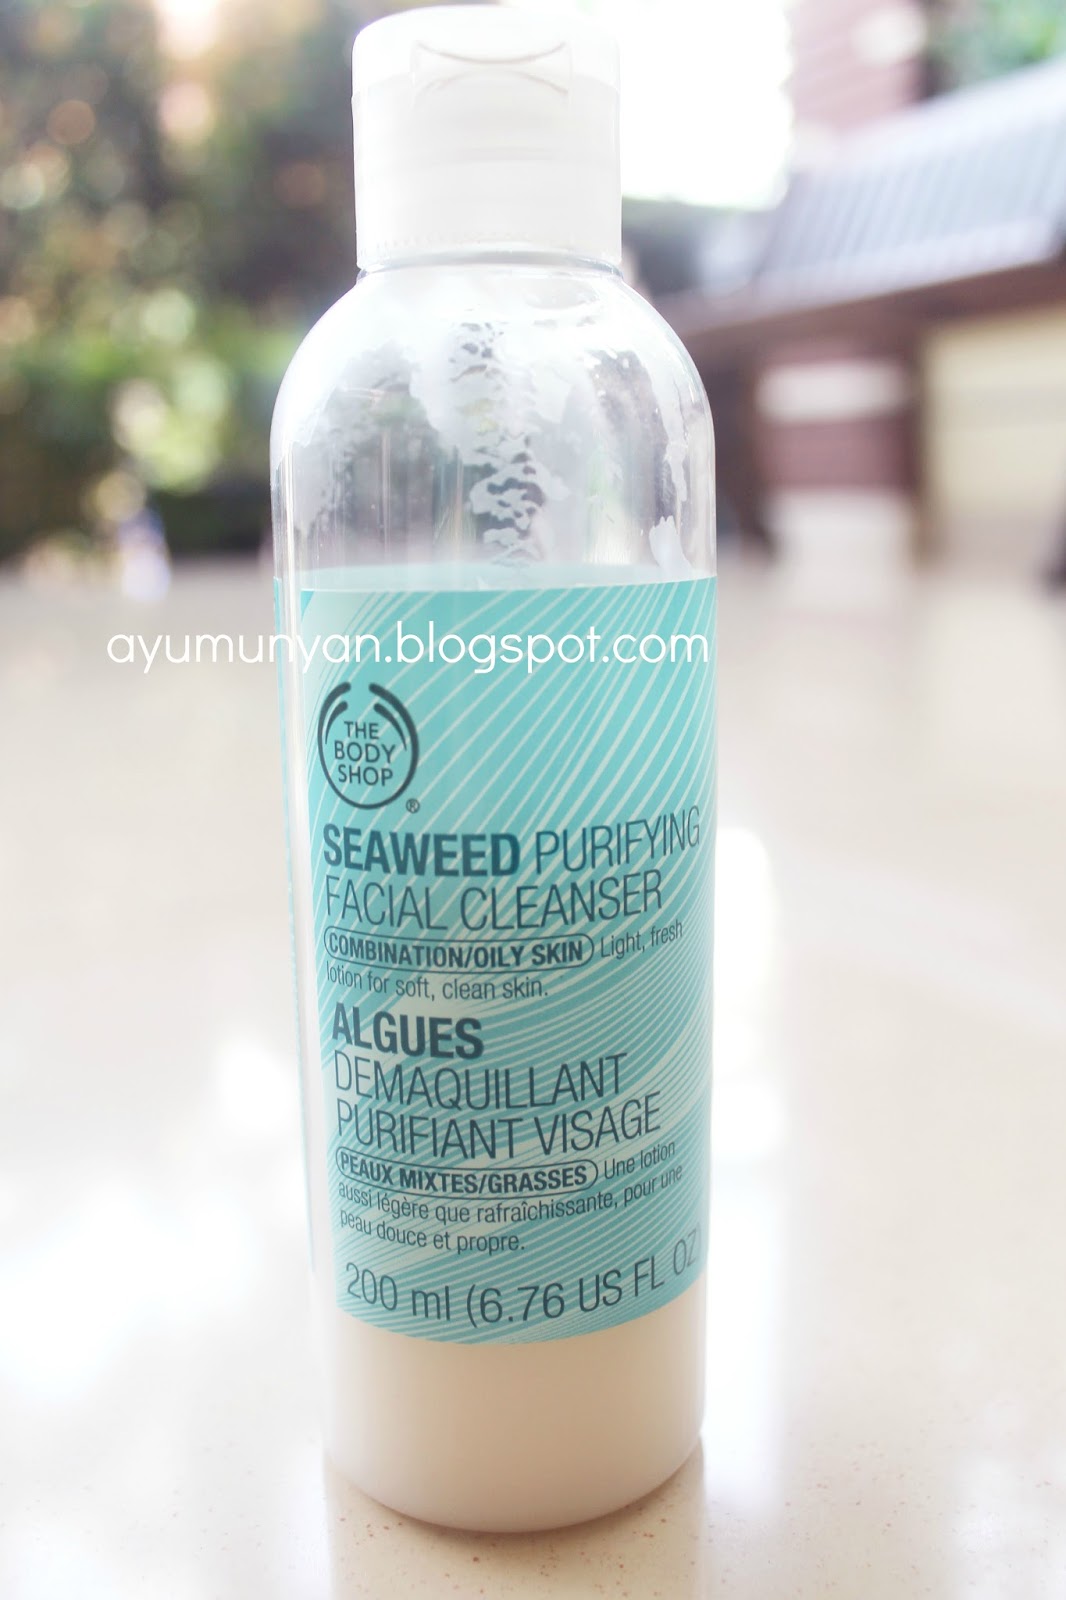 ayumunyan.blogspot.com
THE
BODY
SHOP
®
SEAWEED PURIFYING
FACIAL CLEANSER
COMBINATION/OILY SKIN Light, fresh
lotion for soft, clean skin.
ALGUES
DEMAQUILLANT
PURIFIANT VISAGE
PEAUX MIXTES/GRASSES Une lotion
aussi légère que rafraîchissante, pour une
peau douce et propre.
200 ml (6.76 US FL OZ)